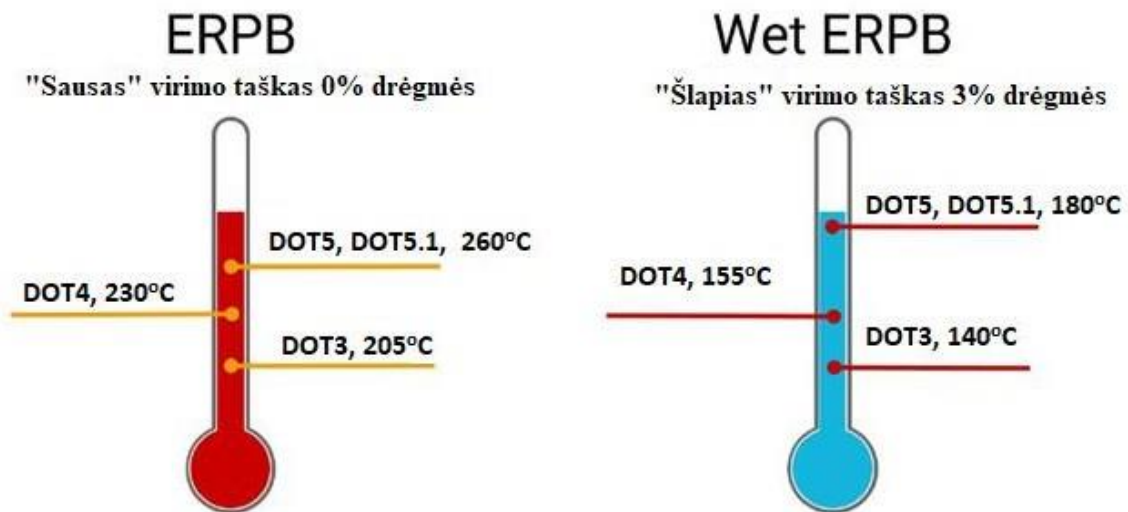 ERPB
"Sausas" virimo taškas 0% drėgmės
DOT5, DOT5.1, 260°C
DOT4, 230°C
DOT3, 205°C
Wet ERPB
"Šlapias" virimo taškas 3% drėgmės
DOT5, DOT5.1, 180°C
DOT4, 155°C
DOT3, 140°C